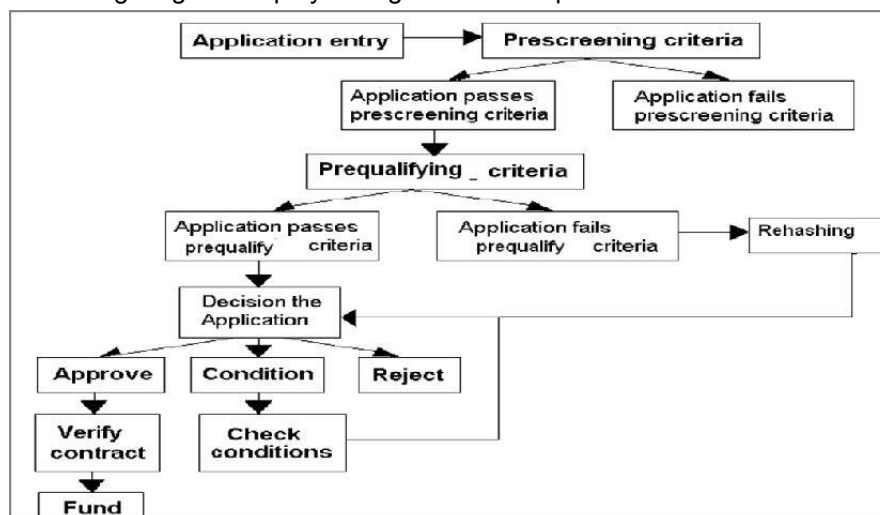 Application entry
Prescreening criteria
Application passes
prescreening criteria
Application fails
prescreening criteria
Prequalifying _ criteria
Application passes
prequalify criteria
Application fails
prequalify criteria
Rehashing
Decision the
Application
Approve
Condition
Reject
Verify
contract
Check
conditions
Fund